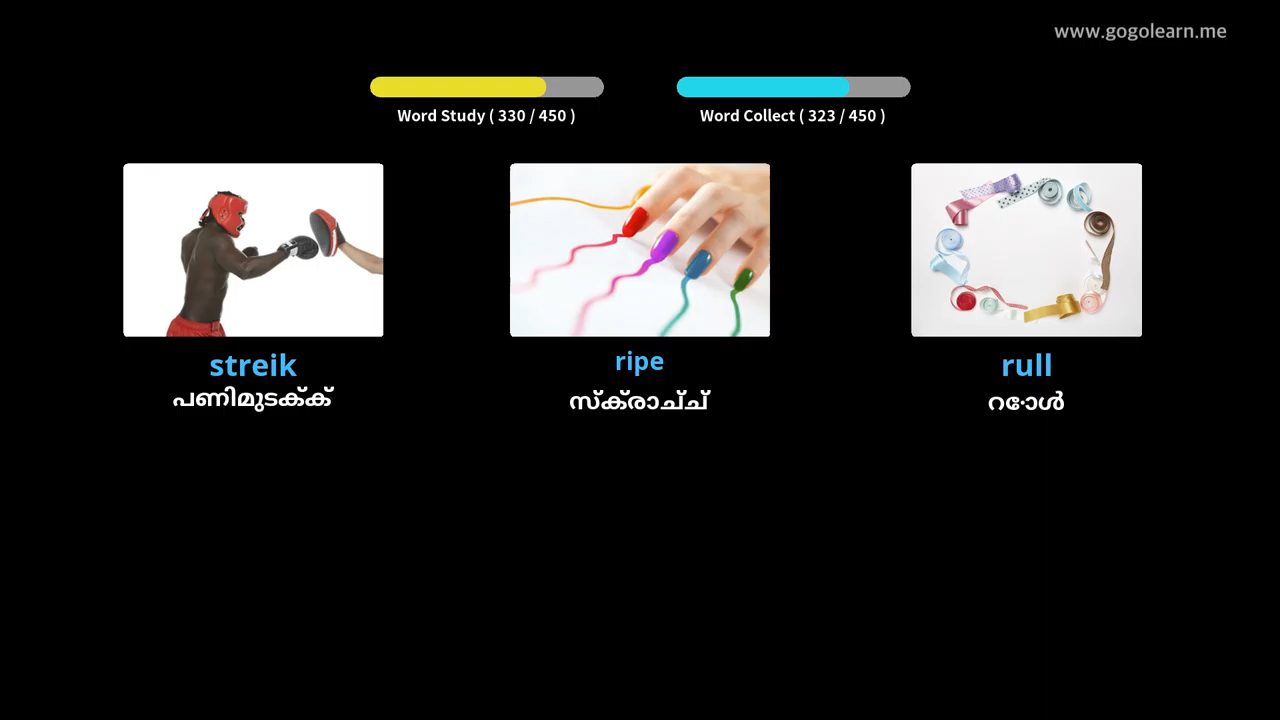 www.gogolearn.me
Word Study ( 330 / 450 )
Word Collect ( 323 / 450 )
streik
ripe
rull
പണിമുടക്ക്
സ്ക്രാച്ച്
റോൾ